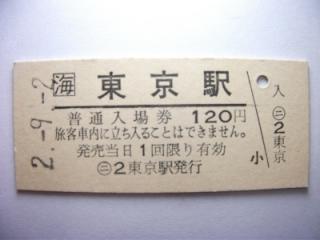 2.-9.-2
海 東京駅
普通入場券 120円
旅客車内に立ち入ることはできません。
発売当日1回限り有効
㊁2東京駅発行
入
㊁2東京
小